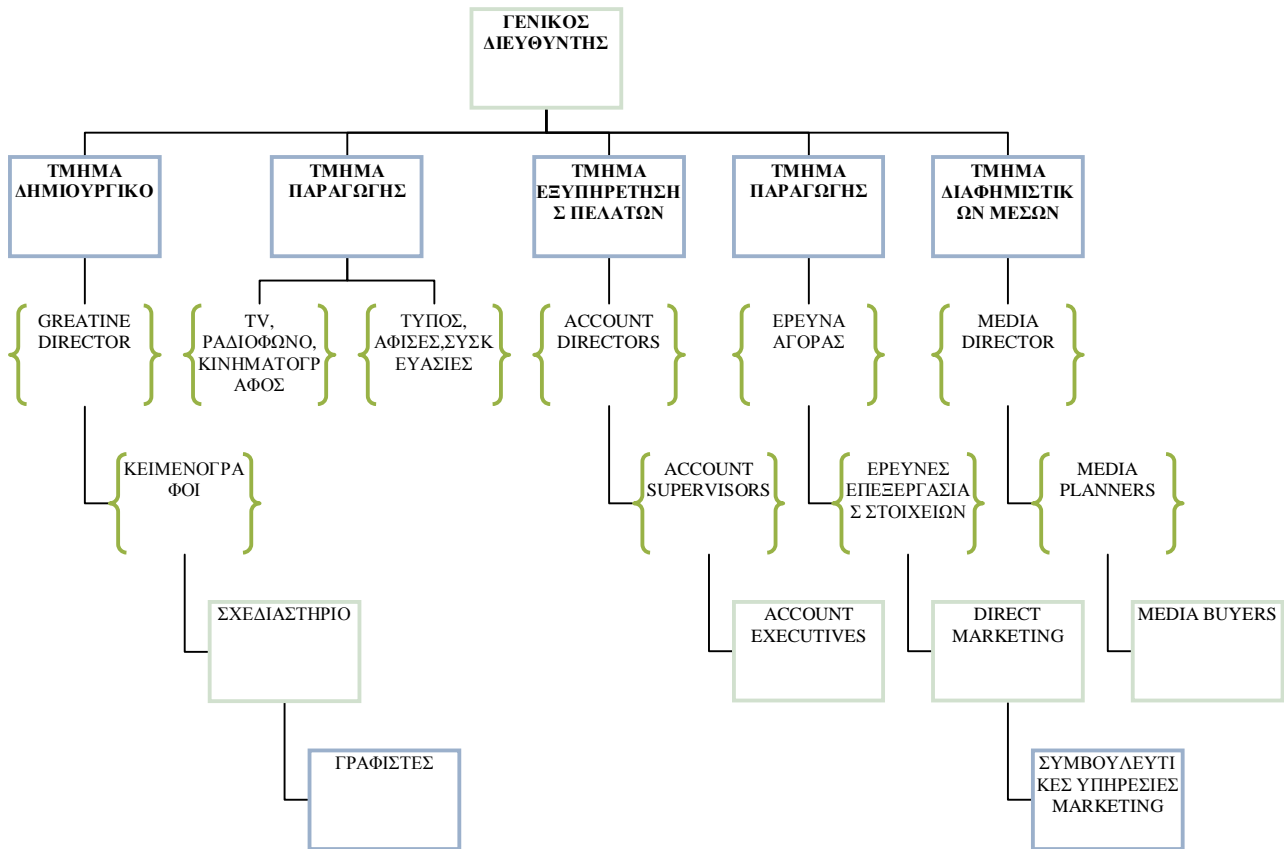 ΓΕΝΙΚΟΣ
ΔΙΕΥΘΥΝΤΗΣ
ΤΜΗΜΑ
ΔΗΜΙΟΥΡΓΙΚΟ
ΤΜΗΜΑ
ΠΑΡΑΓΩΓΗΣ
ΤΜΗΜΑ
ΕΞΥΠΗΡΕΤΗΣΗ
Σ ΠΕΛΑΤΩΝ
ΤΜΗΜΑ
ΠΑΡΑΓΩΓΗΣ
ΤΜΗΜΑ
ΔΙΑΦΗΜΙΣΤΙΚ
ΩΝ ΜΕΣΩΝ
GREATINE
DIRECTOR
TV,
ΡΑΔΙΟΦΩΝΟ,
ΚΙΝΗΜΑΤΟΓΡ
ΑΦΟΣ
ΤΥΠΟΣ,
ΑΦΙΣΕΣ,ΣΥΣΚ
ΕΥΑΣΙΕΣ
ACCOUNT
DIRECTORS
ΕΡΕΥΝΑ
ΑΓΟΡΑΣ
MEDIA
DIRECTOR
ΚΕΙΜΕΝΟΓΡΑ
ΦΟΙ
ACCOUNT
SUPERVISORS
ΕΡΕΥΝΕΣ
ΕΠΕΞΕΡΓΑΣΙΑ
Σ ΣΤΟΙΧΕΙΩΝ
MEDIA
PLANNERS
ΣΧΕΔΙΑΣΤΗΡΙΟ
ACCOUNT
EXECUTIVES
DIRECT
MARKETING
MEDIA BUYERS
ΓΡΑΦΙΣΤΕΣ
ΣΥΜΒΟΥΛΕΥΤΙ
ΚΕΣ ΥΠΗΡΕΣΙΕΣ
MARKETING